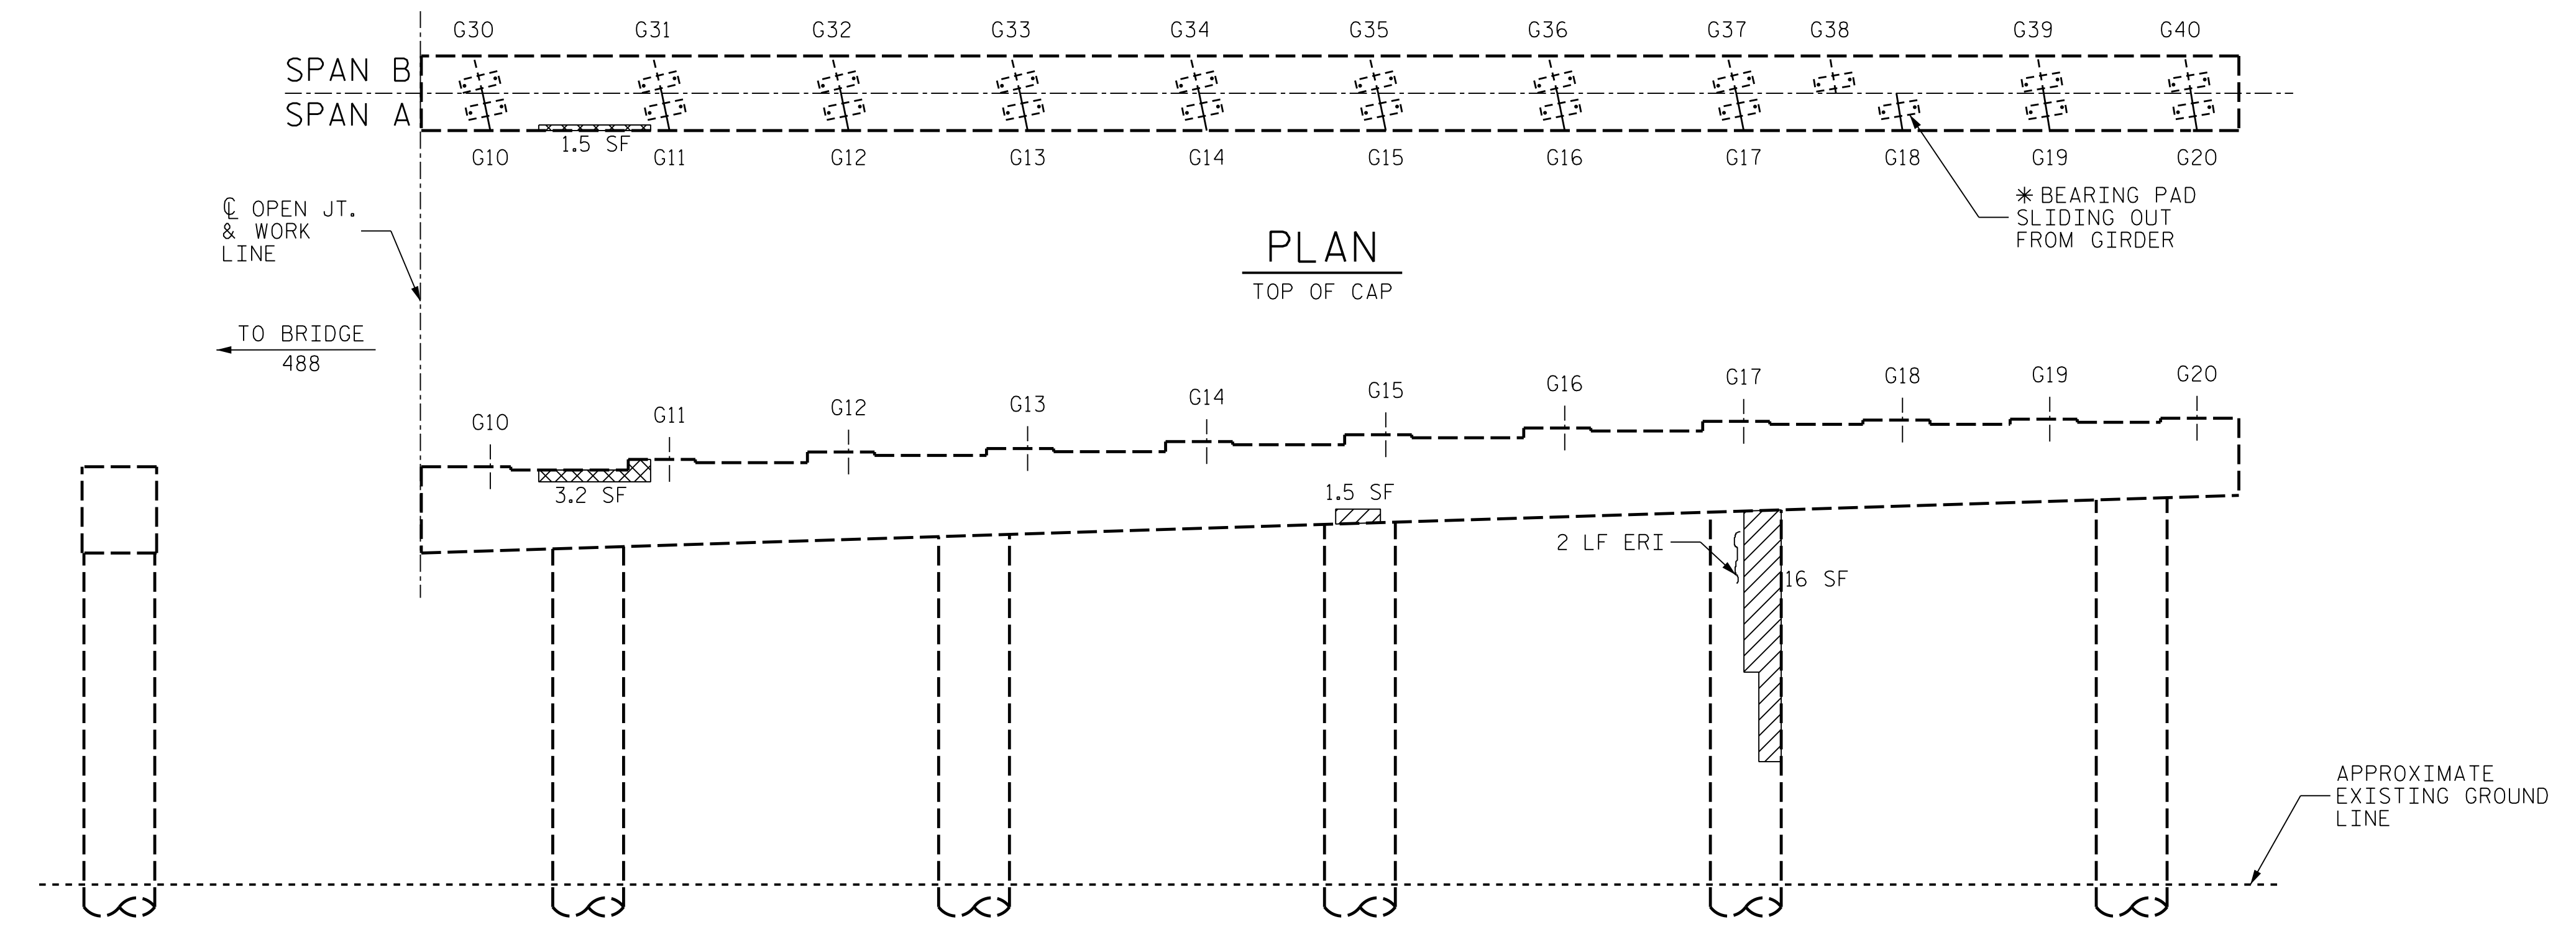 G30 G31 G32 G33 G34 G35 G36 G37 G38 G39 G40
SPAN B
SPAN A
1.5 SF
G10 G11 G12 G13 G14 G15 G16 G17 G18 G19 G20
✳ BEARING PAD
SLIDING OUT
FROM GIRDER
℄ OPEN JT.
& WORK
LINE
PLAN
TOP OF CAP
TO BRIDGE
488
G10 G11 G12 G13 G14 G15 G16 G17 G18 G19 G20
3.2 SF
1.5 SF
2 LF ERI
16 SF
APPROXIMATE
EXISTING GROUND
LINE